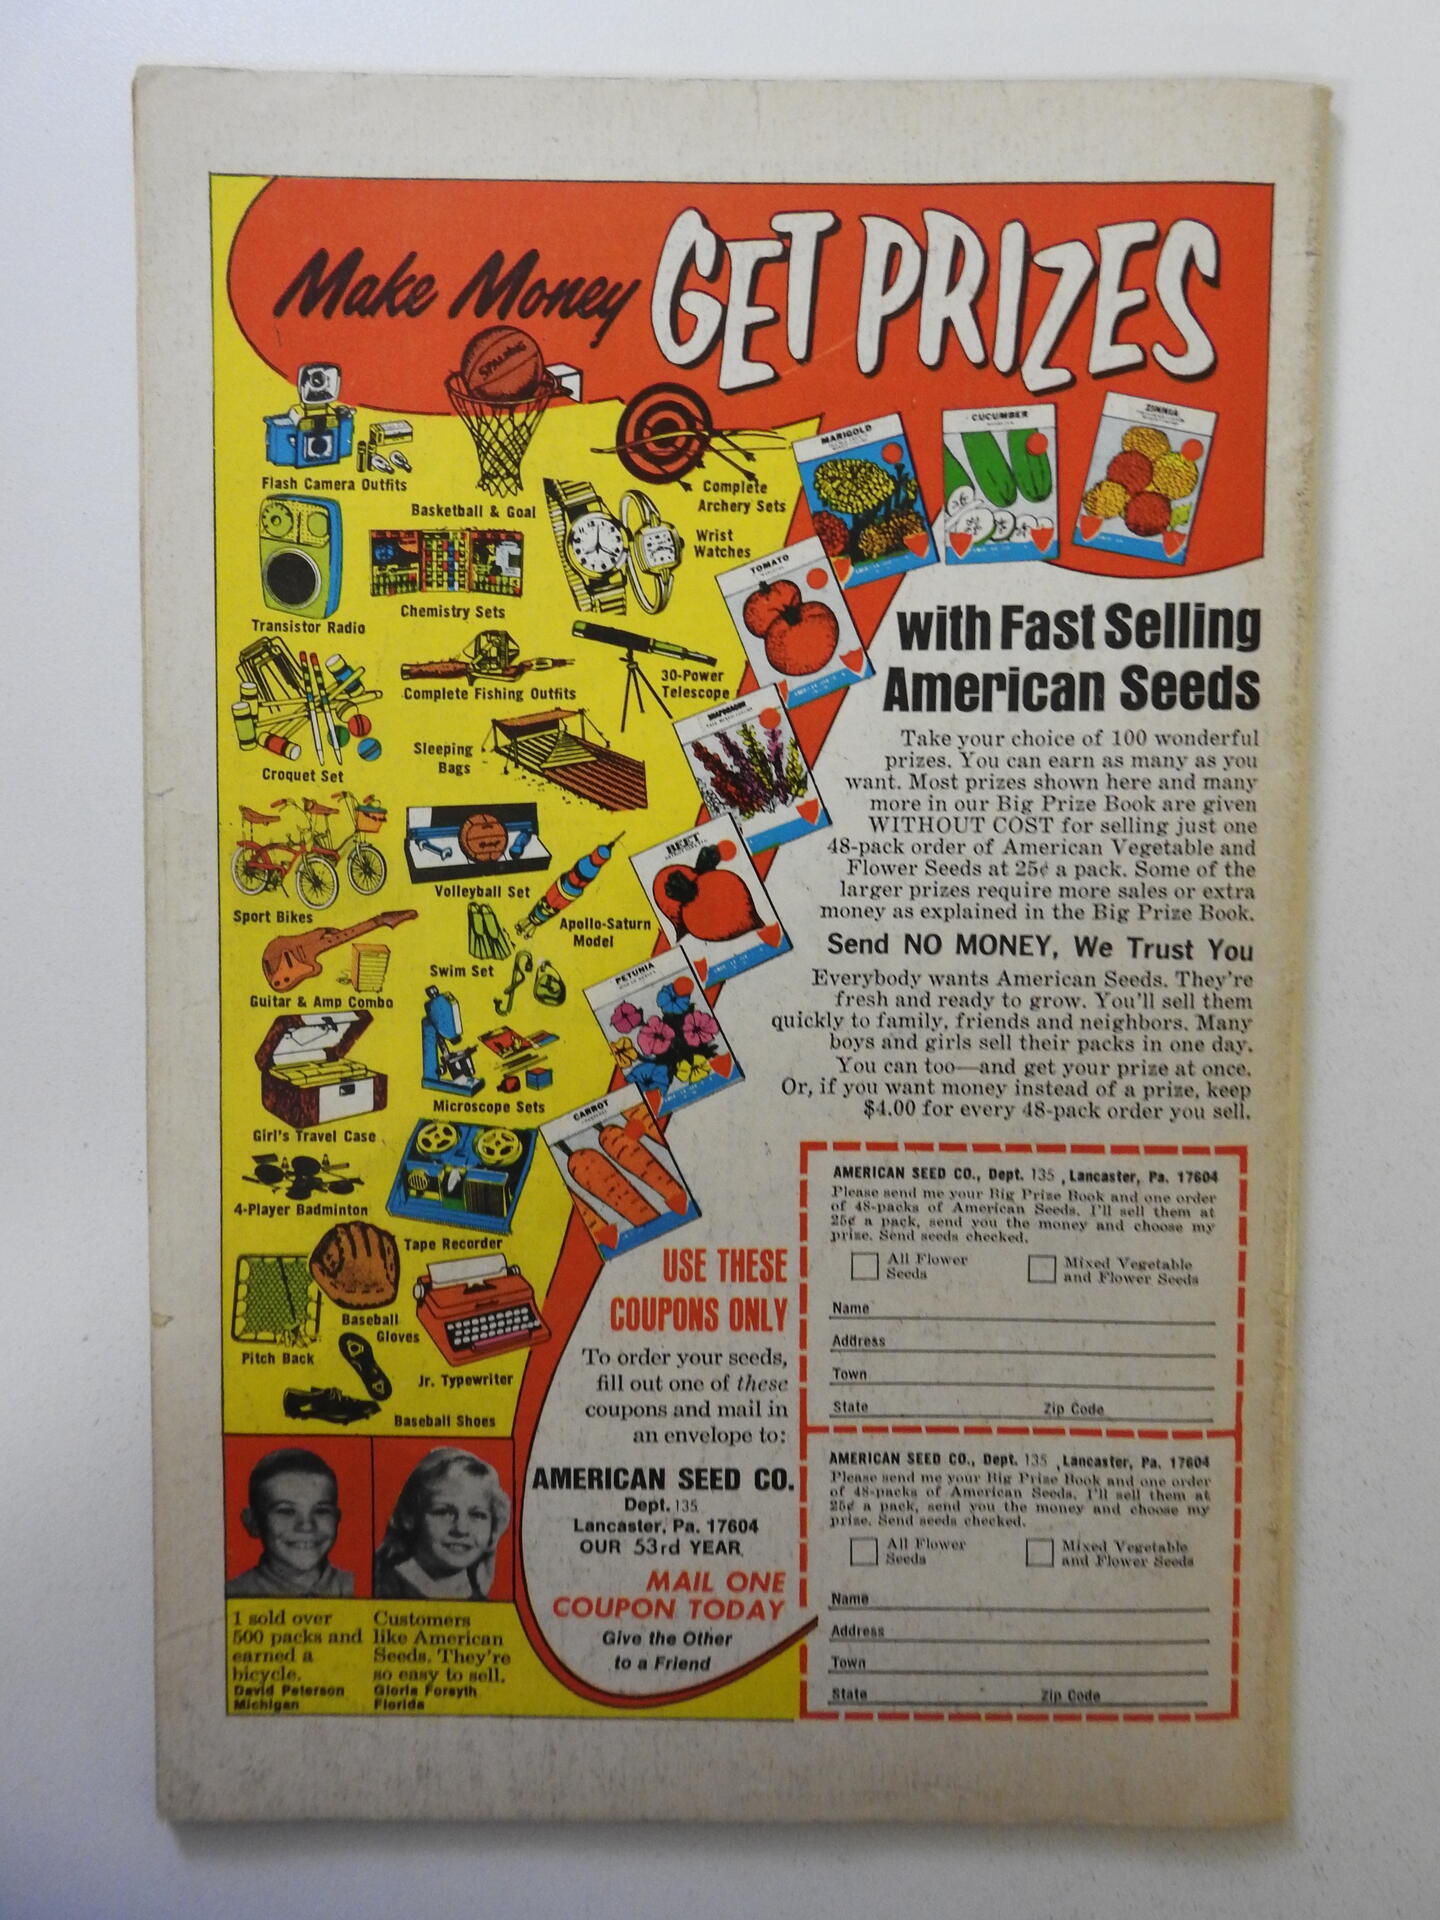 Make Money GET PRIZES
SPALDING
Flash Camera Outfits
Basketball & Goal
Complete
Archery Sets
Wrist
Watches
Transistor Radio
Chemistry Sets
Complete Fishing Outfits
30-Power
Telescope
Croquet Set
Sleeping
Bags
Sport Bikes
Volleyball Set
Apollo-Saturn
Model
Swim Set
Guitar & Amp Combo
Microscope Sets
Girl's Travel Case
4-Player Badminton
Tape Recorder
Baseball
Gloves
Pitch Back
Jr. Typewriter
Baseball Shoes
MARIGOLD
CUCUMBER
ZINNIA
TOMATO
SNAPDRAGON
BEET
PETUNIA
CARROT
with Fast Selling
American Seeds
Take your choice of 100 wonderful
prizes. You can earn as many as you
want. Most prizes shown here and many
more in our Big Prize Book are given
WITHOUT COST for selling just one
48-pack order of American Vegetable and
Flower Seeds at 25¢ a pack. Some of the
larger prizes require more sales or extra
money as explained in the Big Prize Book.
Send NO MONEY, We Trust You
Everybody wants American Seeds. They're
fresh and ready to grow. You'll sell them
quickly to family, friends and neighbors. Many
boys and girls sell their packs in one day.
You can too—and get your prize at once.
Or, if you want money instead of a prize, keep
$4.00 for every 48-pack order you sell.
USE THESE
COUPONS ONLY
To order your seeds,
fill out one of these
coupons and mail in
an envelope to:
AMERICAN SEED CO.
Dept. 135
Lancaster, Pa. 17604
OUR 53rd YEAR
MAIL ONE
COUPON TODAY
Give the Other
to a Friend
1 sold over
500 packs and
earned a
bicycle.
David Peterson
Michigan
Customers
like American
Seeds. They're
so easy to sell.
Gloria Forsyth
Florida
AMERICAN SEED CO., Dept. 135, Lancaster, Pa. 17604
Please send me your Big Prize Book and one order
of 48-packs of American Seeds. I'll sell them at
25¢ a pack, send you the money and choose my
prize. Send seeds checked.
All Flower
Seeds
Mixed Vegetable
and Flower Seeds
Name
Address
Town
State Zip Code
AMERICAN SEED CO., Dept. 135, Lancaster, Pa. 17604
Please send me your Big Prize Book and one order
of 48-packs of American Seeds. I'll sell them at
25¢ a pack, send you the money and choose my
prize. Send seeds checked.
All Flower
Seeds
Mixed Vegetable
and Flower Seeds
Name
Address
Town
State Zip Code